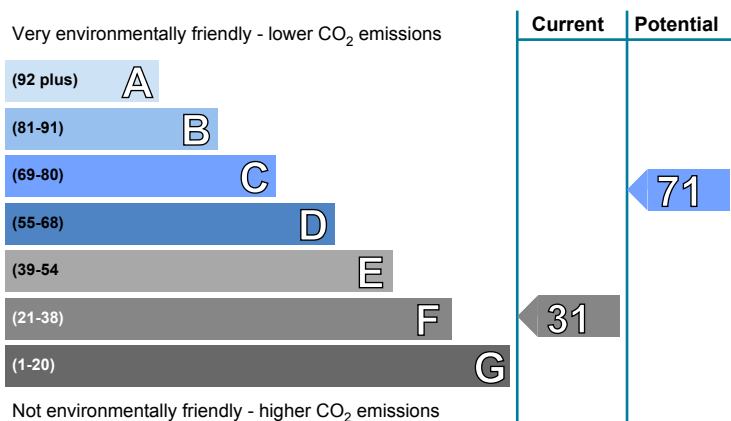 Very environmentally friendly - lower CO2 emissions
Current
Potential
(92 plus) A
(81-91) B
(69-80) C
71
(55-68) D
(39-54 E
(21-38) F
31
(1-20) G
Not environmentally friendly - higher CO2 emissions